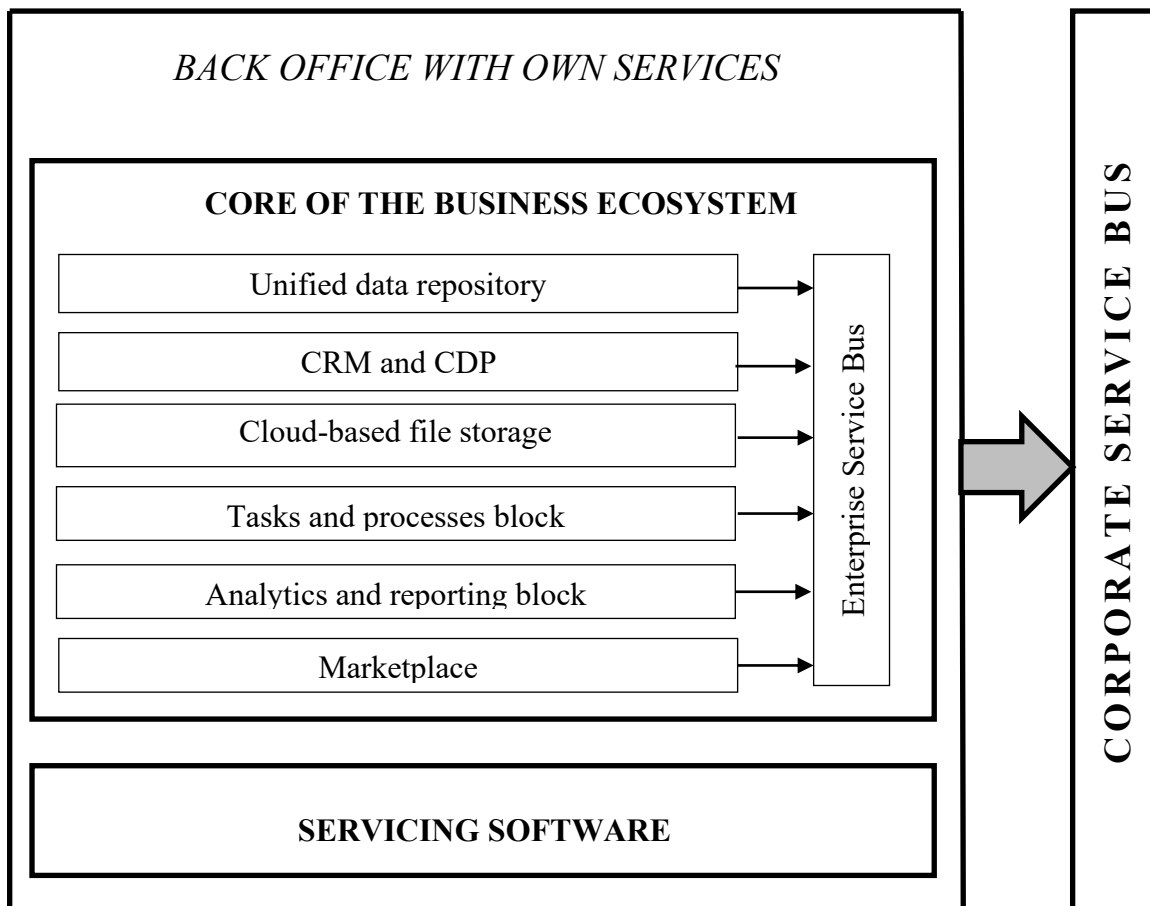 BACK OFFICE WITH OWN SERVICES
CORE OF THE BUSINESS ECOSYSTEM
Unified data repository
CRM and CDP
Cloud-based file storage
Tasks and processes block
Analytics and reporting block
Marketplace
Enterprise Service Bus
SERVICING SOFTWARE
CORPORATE SERVICE BUS